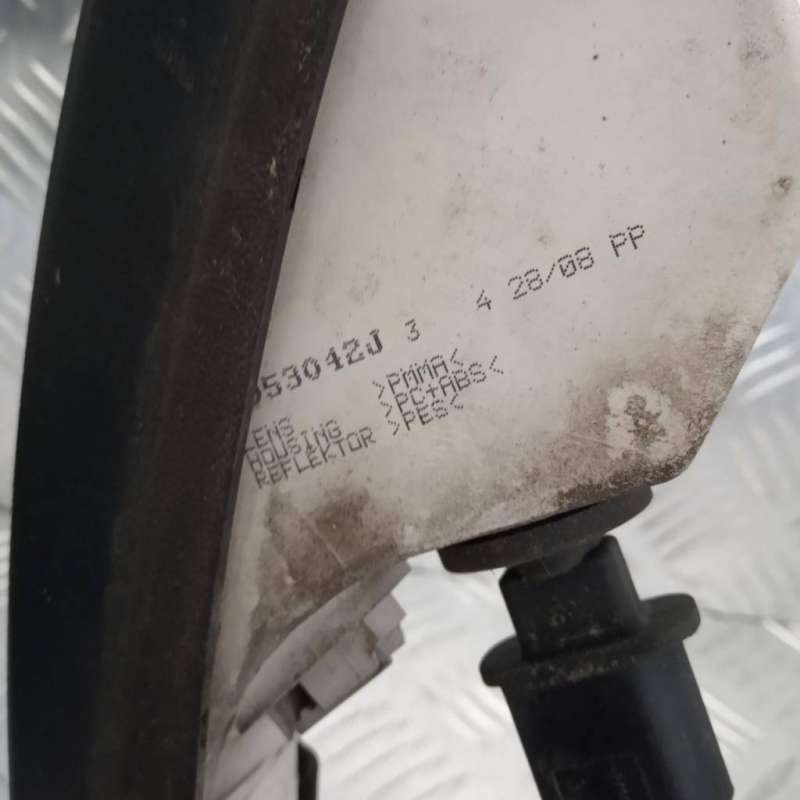 53042J 3 4 28/08 PP
LENS >PMMA<
HOUSING >PC+ABS<
REFLEKTOR >PES<